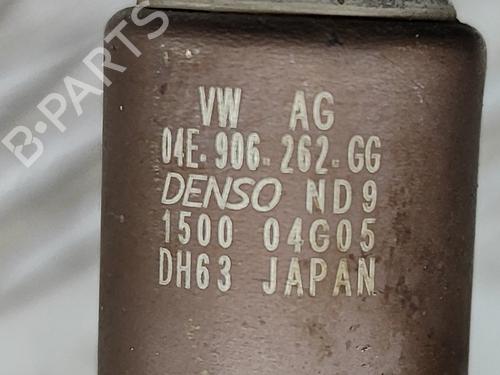 VW AG
04E.906.262.GG
DENSO ND9
1500 04G05
DH63 JAPAN
B-PARTS